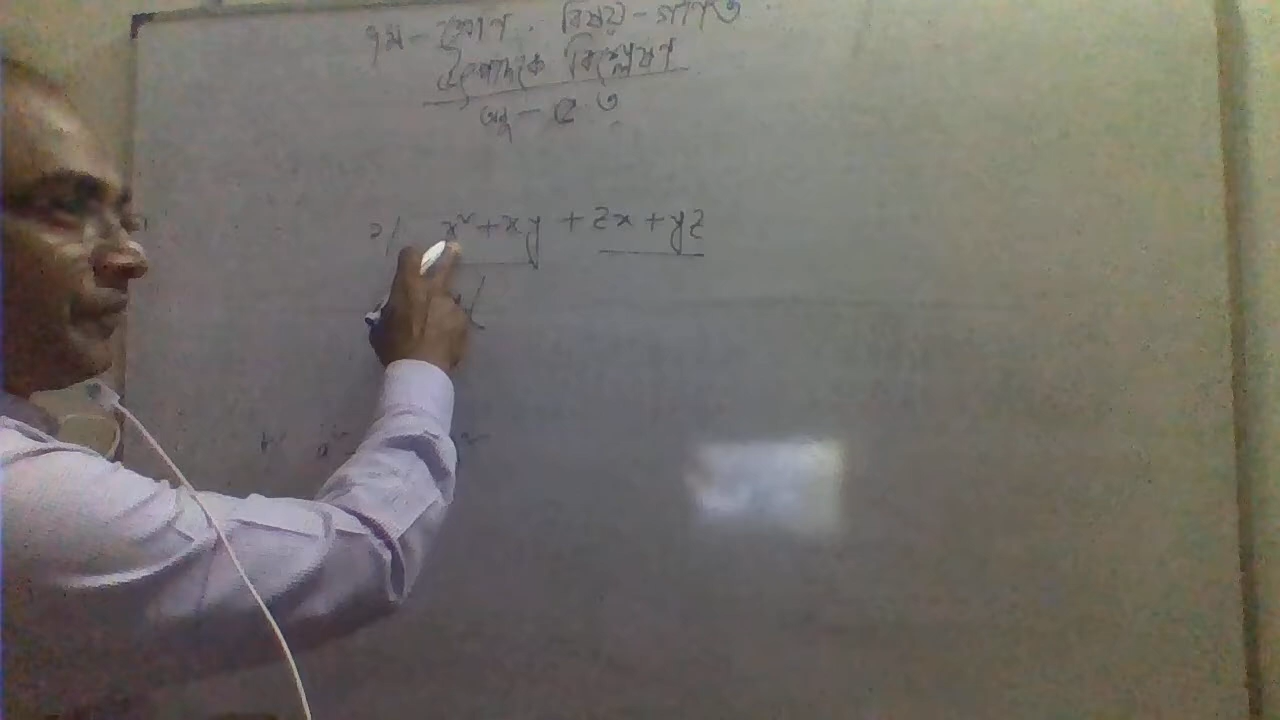 ৭ম - শ্রেণি . বিষয় - গণিত
উৎপাদকে বিশ্লেষণ
অনু - ৫.৩
১/ x² + xy + zx + yz